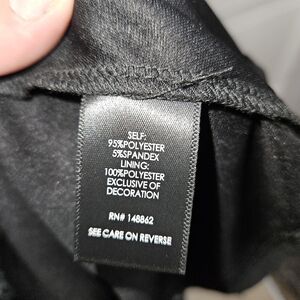 SELF:
95%POLYESTER
5%SPANDEX
LINING:
100%POLYESTER
EXCLUSIVE OF
DECORATION
RN# 148862
SEE CARE ON REVERSE